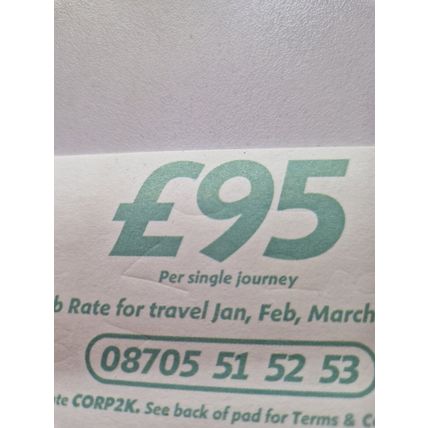 £95
Per single journey
b Rate for travel Jan, Feb, March
08705 51 52 53
te CORP2K. See back of pad for Terms & C